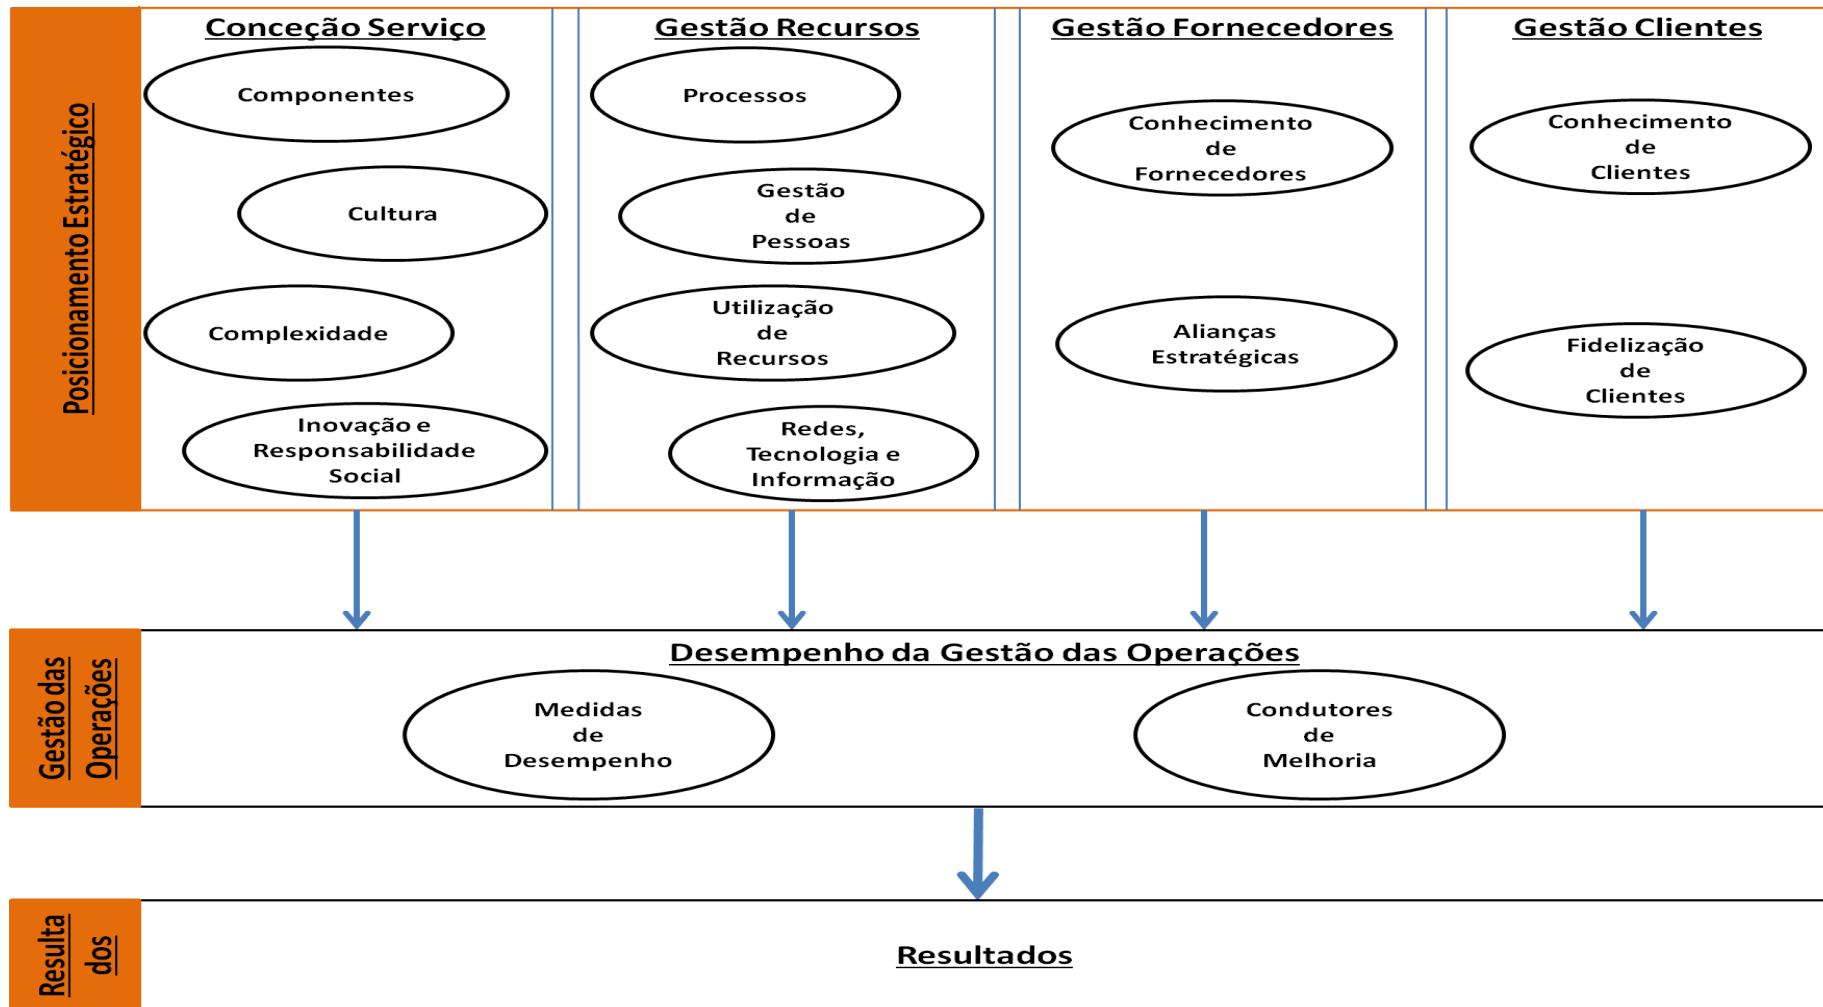 Posicionamento Estratégico
Conceção Serviço
Componentes
Cultura
Complexidade
Inovação e
Responsabilidade
Social
Gestão Recursos
Processos
Gestão
de
Pessoas
Utilização
de
Recursos
Redes,
Tecnologia e
Informação
Gestão Fornecedores
Conhecimento
de
Fornecedores
Alianças
Estratégicas
Gestão Clientes
Conhecimento
de
Clientes
Fidelização
de
Clientes
Gestão das
Operações
Desempenho da Gestão das Operações
Medidas
de
Desempenho
Condutores
de
Melhoria
Resulta
dos
Resultados